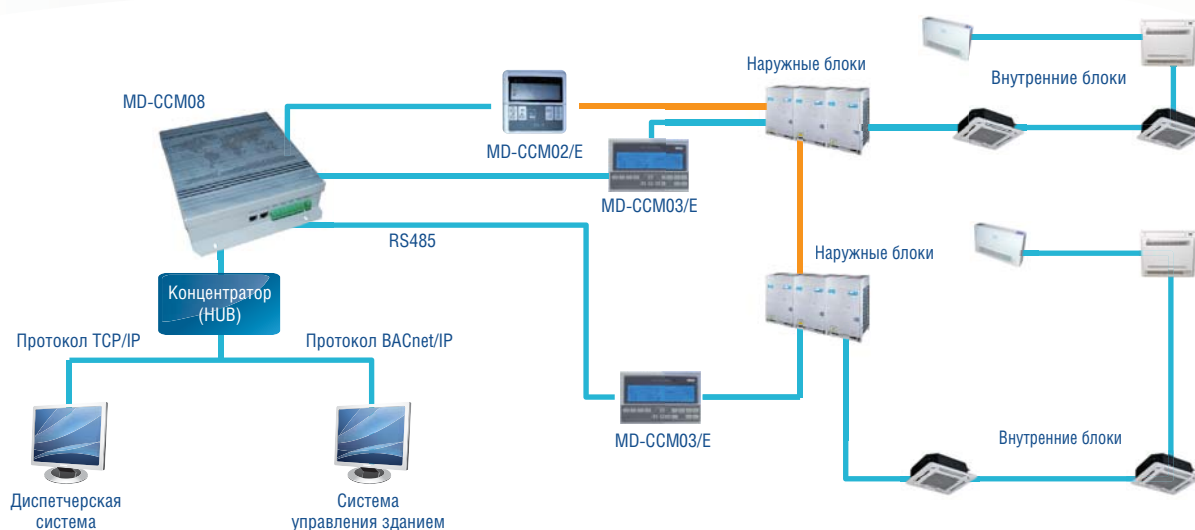 Наружные блоки
Внутренние блоки
MD-CCM08
MD-CCM02/E
MD-CCM03/E
RS485
Наружные блоки
Концентратор
(HUB)
Протокол TCP/IP
Протокол BACnet/IP
MD-CCM03/E
Внутренние блоки
Диспетчерская
система
Система
управления зданием